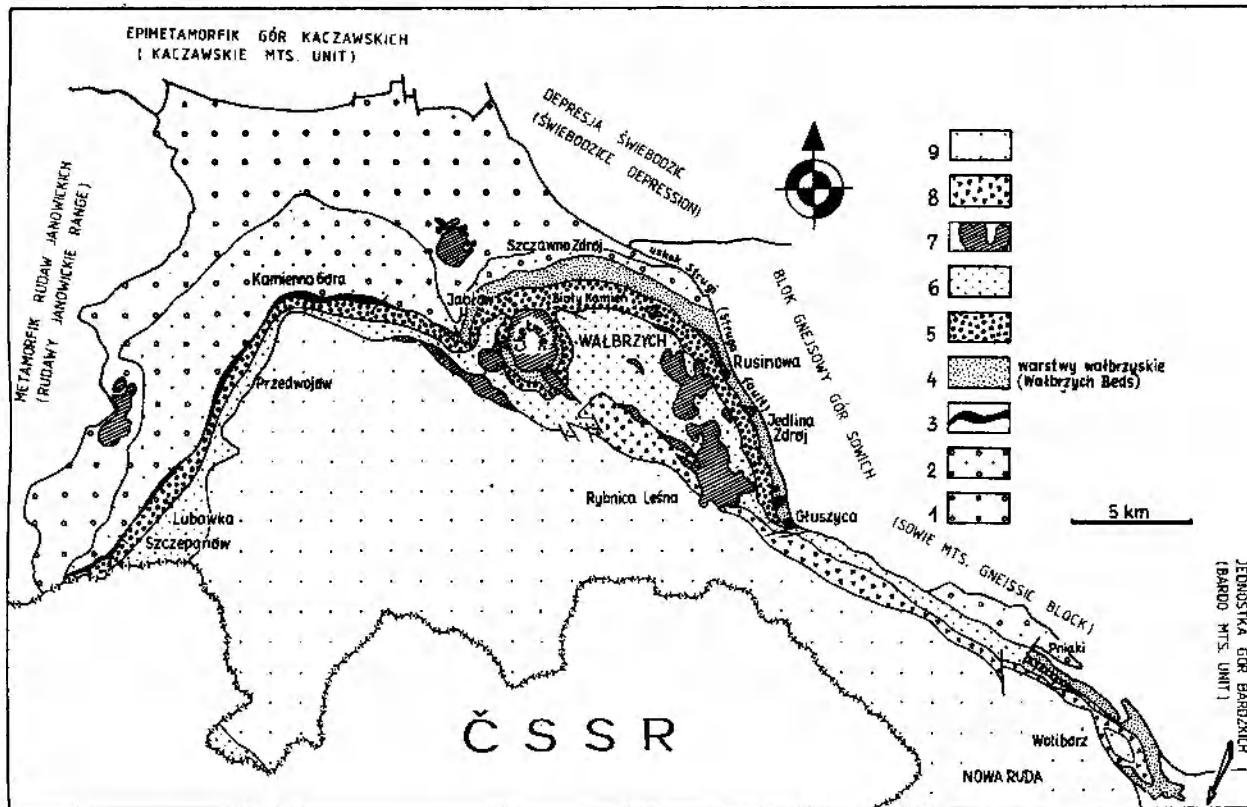 EPIMETAMORFIK GÓR KACZAWSKICH
( KACZAWSKIE MTS. UNIT)
DEPRESJA ŚWIEBODZIC
(ŚWIEBODZICE DEPRESSION)
METAMORFIK RUDAW JANOWICKICH
(RUDAWY JANOWICKIE RANGE)
Szczawno Zdrój
uskok Strugi
(Struga
fault)
Kamienna Góra
Jabłów
Biały Kamień
WAŁBRZYCH
Rusinowa
BLOK GNEJSOWY GÓR SOWICH
Przedwojów
Jedlina
Zdrój
Rybnica Leśna
Głuszyca
(SOWIE MTS. GNEISSIE BLOCK)
Lubawka
Szczepanów
9
8
7
6
5
4 warstwy wałbrzyskie
(Wałbrzych Beds)
3
2
1
5 km
JEDNOSTKA GÓR BARDZKICH
(BARDO MTS. UNIT)
Pniaki
ČSSR
Wolibórz
NOWA RUDA